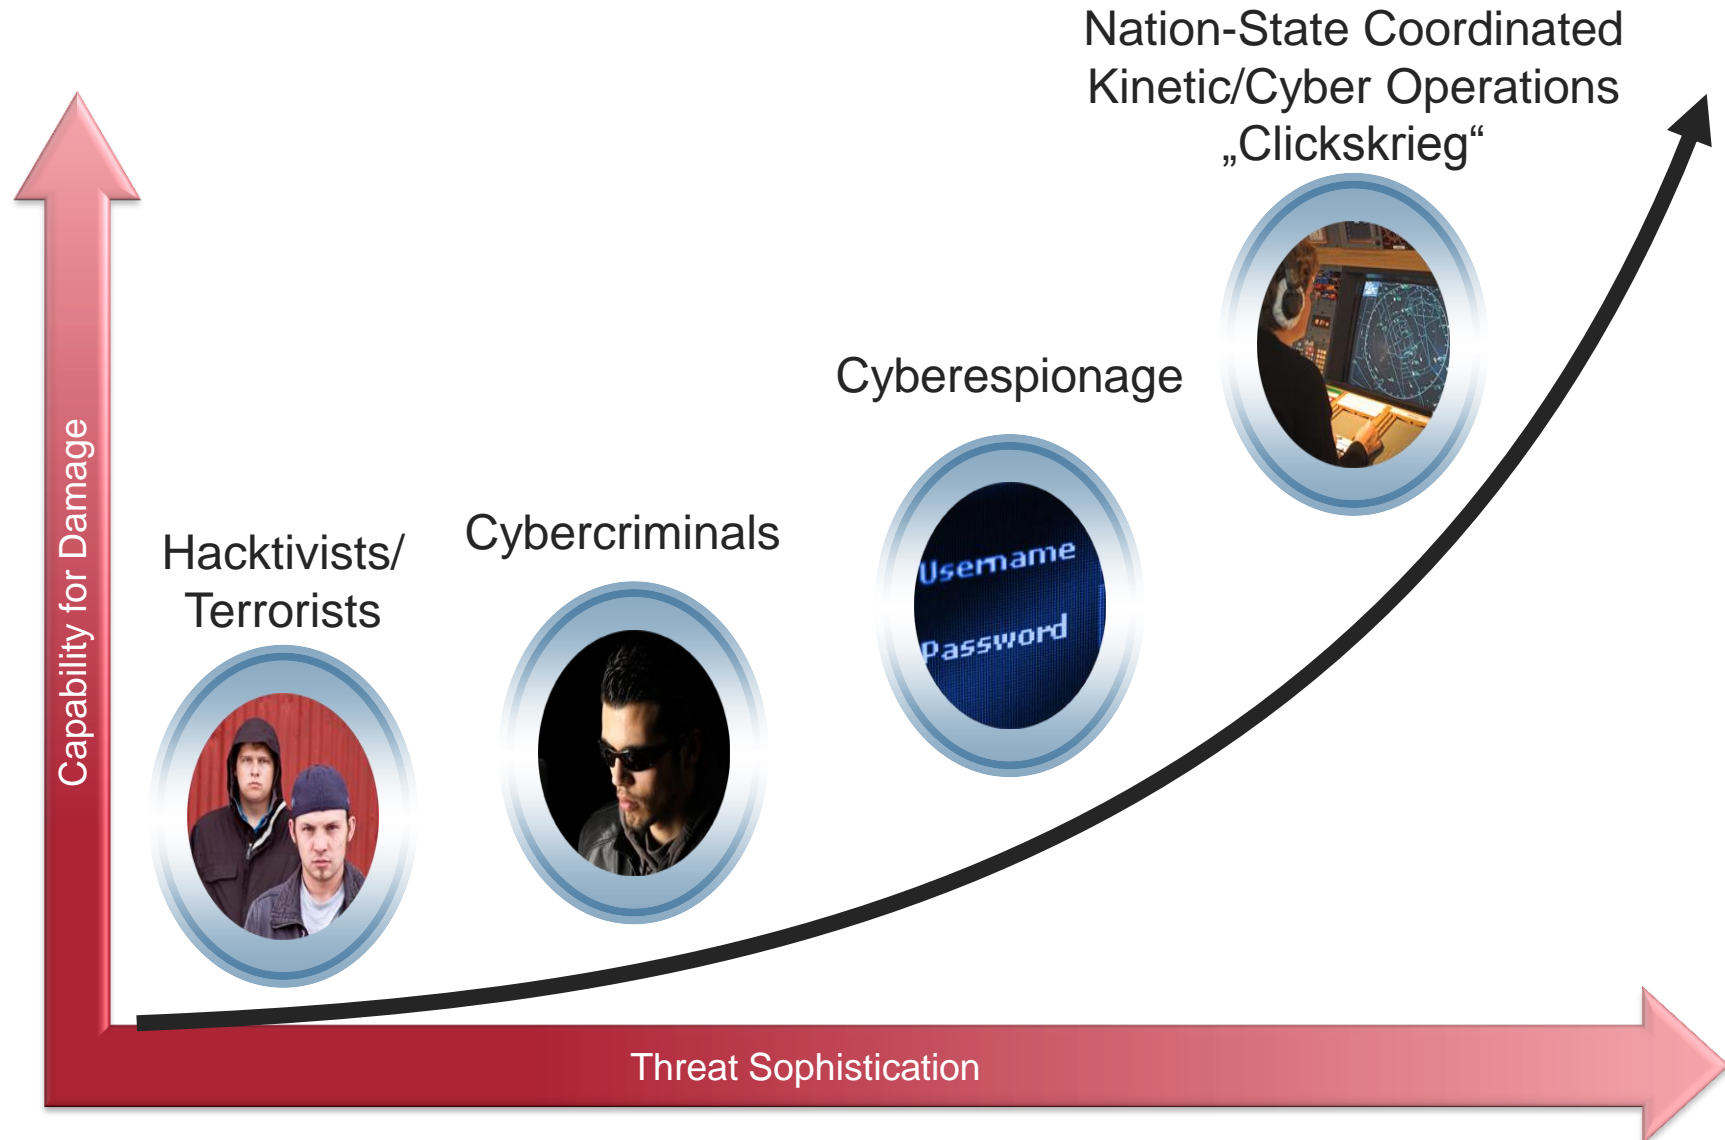 Nation-State Coordinated
Kinetic/Cyber Operations
„Clickskrieg“
Cyberespionage
Cybercriminals
Hacktivists/
Terrorists
Username
Password
Capability for Damage
Threat Sophistication